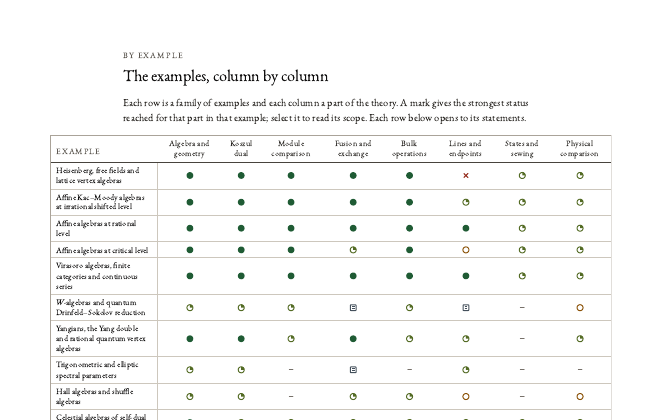 BY EXAMPLE
The examples, column by column
Each row is a family of examples and each column a part of the theory. A mark gives the strongest status
reached for that part in that example; select it to read its scope. Each row below opens to its statements.
EXAMPLE
Algebra and
geometry
Koszul
dual
Module
comparison
Fusion and
exchange
Bulk
operations
Lines and
endpoints
States and
sewing
Physical
comparison
Heisenberg, free fields and
lattice vertex algebras
Affine Kac–Moody algebras
at irrational shifted level
Affine algebras at rational
level
Affine algebras at critical level
Virasoro algebras, finite
categories and continuous
series
W-algebras and quantum
Drinfeld–Sokolov reduction
Yangians, the Yang double
and rational quantum vertex
algebras
Trigonometric and elliptic
spectral parameters
Hall algebras and shuffle
algebras
Celestial algebras of self-dual